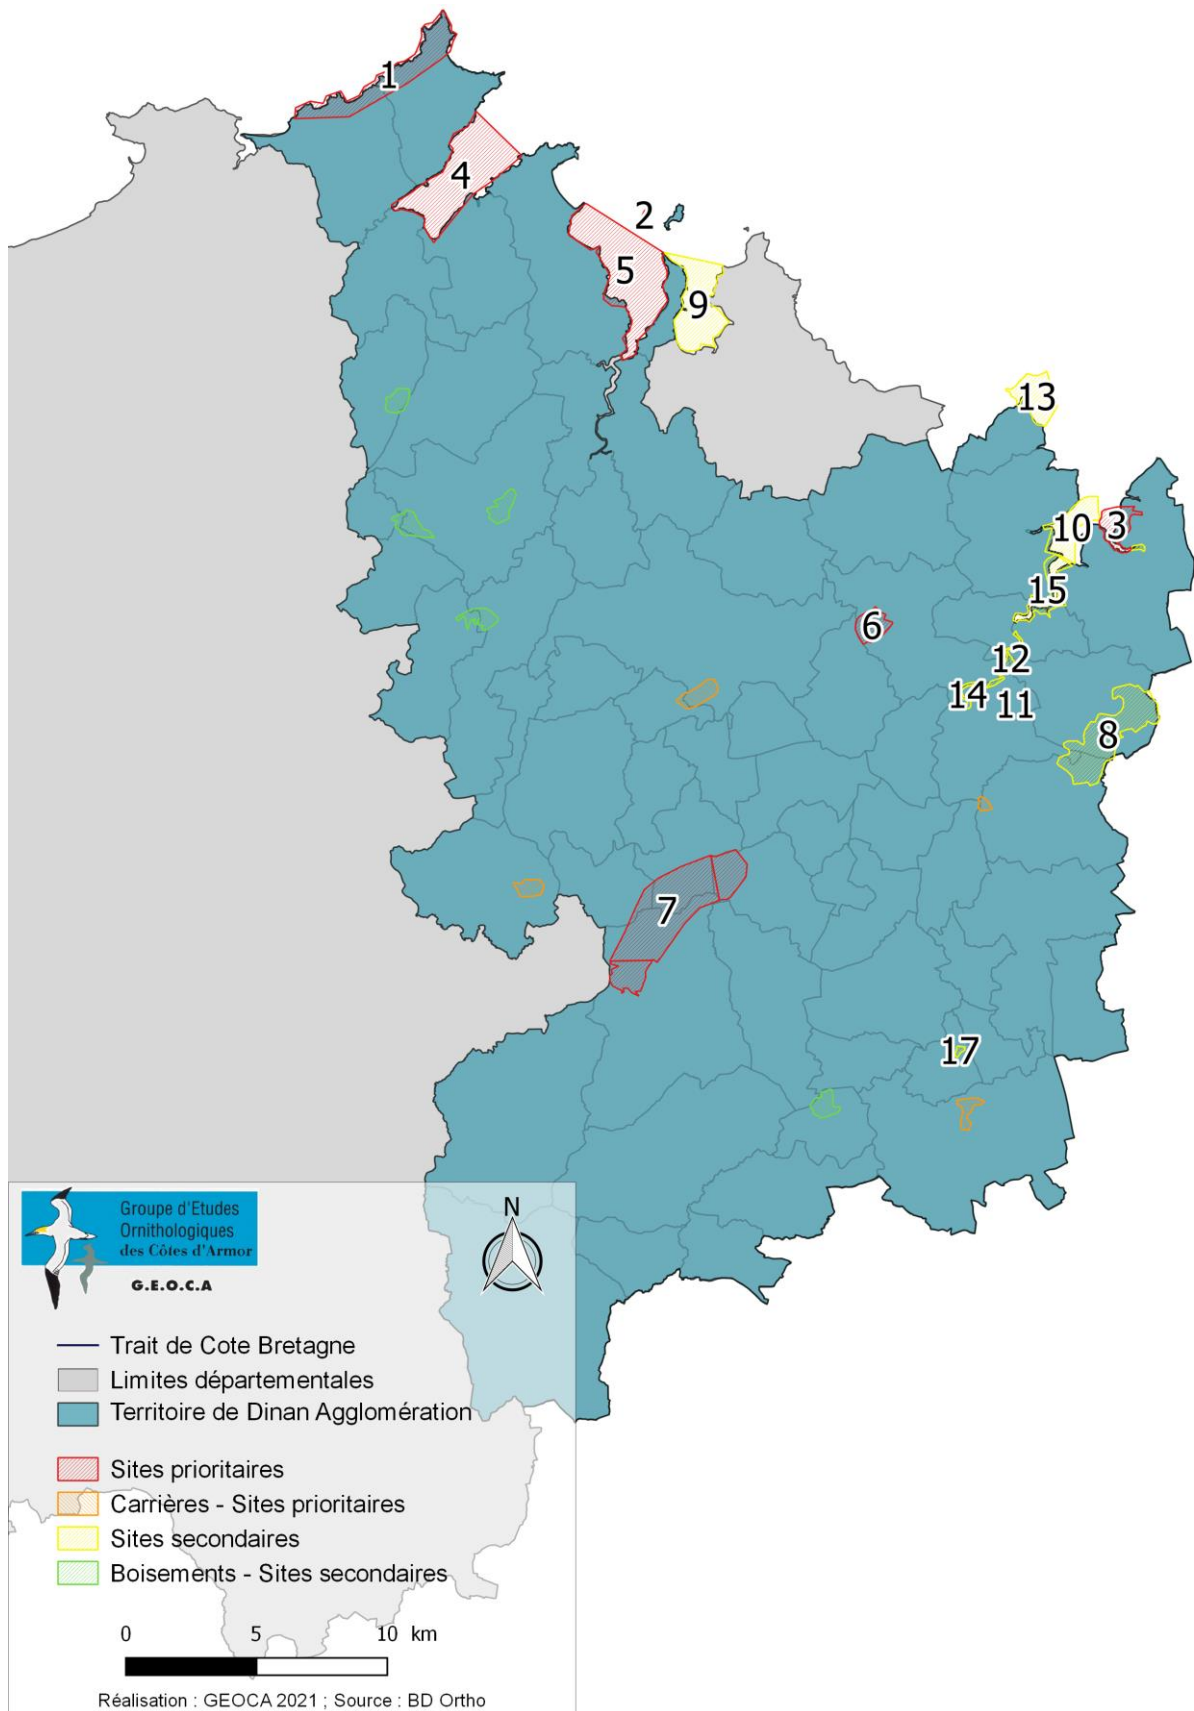 1
4
2
5
9
13
10
3
15
6
12
14
11
8
7
17
Groupe d'Etudes
Ornithologiques
des Côtes d'Armor
G.E.O.C.A
N
Trait de Cote Bretagne
Limites départementales
Territoire de Dinan Agglomération
Sites prioritaires
Carrières - Sites prioritaires
Sites secondaires
Boisements - Sites secondaires
0 5 10 km
Réalisation : GEOCA 2021 ; Source : BD Ortho